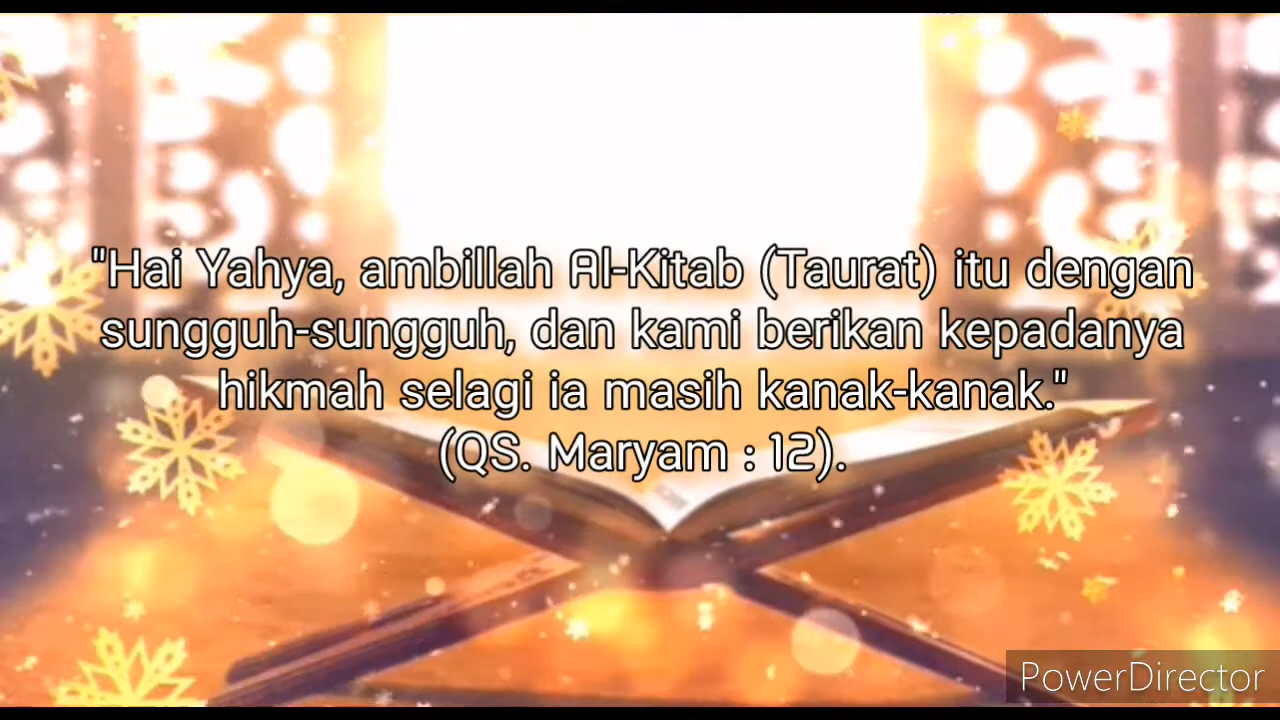 "Hai Yahya, ambillah Al-Kitab (Taurat) itu dengan
sungguh-sungguh, dan kami berikan kepadanya
hikmah selagi ia masih kanak-kanak."
(QS. Maryam : 12).
PowerDirector